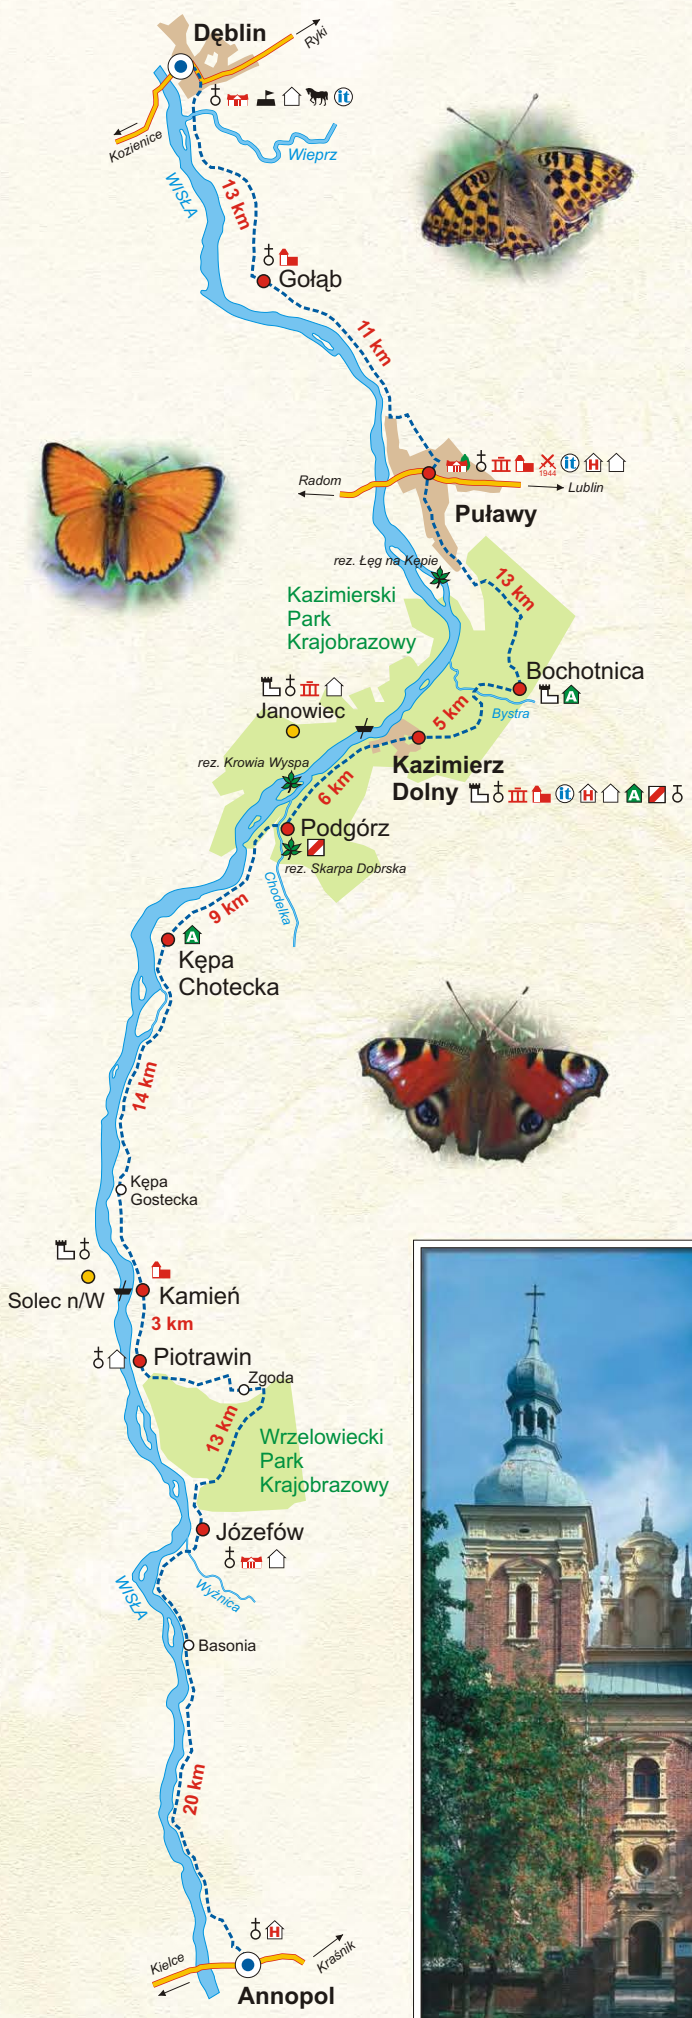 Dęblin
Ryki
Kozienice
it
Wieprz
WISŁA
13 km
Gołąb
11 km
1944
it
H
Radom
Lublin
Puławy
rez. Łęg na Kępie
13 km
Kazimierski
Park
Krajobrazowy
Bochotnica
A
Janowiec
Bystra
5 km
Kazimierz
Dolny
it
H
A
rez. Krowia Wyspa
6 km
Podgórz
rez. Skarpa Dobrska
Chodelka
9 km
A
Kępa
Chotecka
14 km
Kępa
Gostecka
Solec n/W
Kamień
3 km
Piotrawin
Zgoda
13 km
Wrzelowiecki
Park
Krajobrazowy
Józefów
WISŁA
Wyżnica
Basonia
20 km
H
Kielce
Kraśnik
Annopol